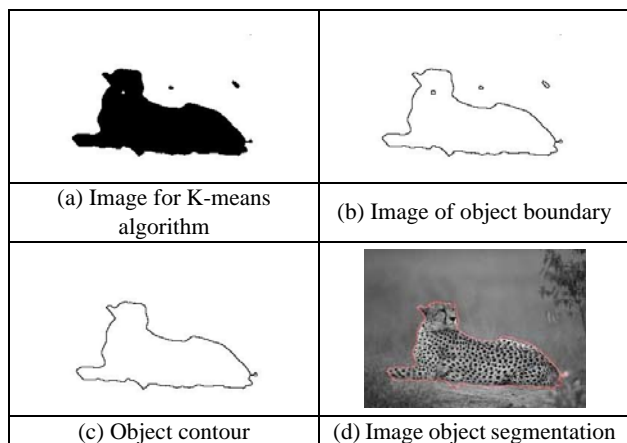 (a) Image for K-means
algorithm
(b) Image of object boundary
(c) Object contour
(d) Image object segmentation